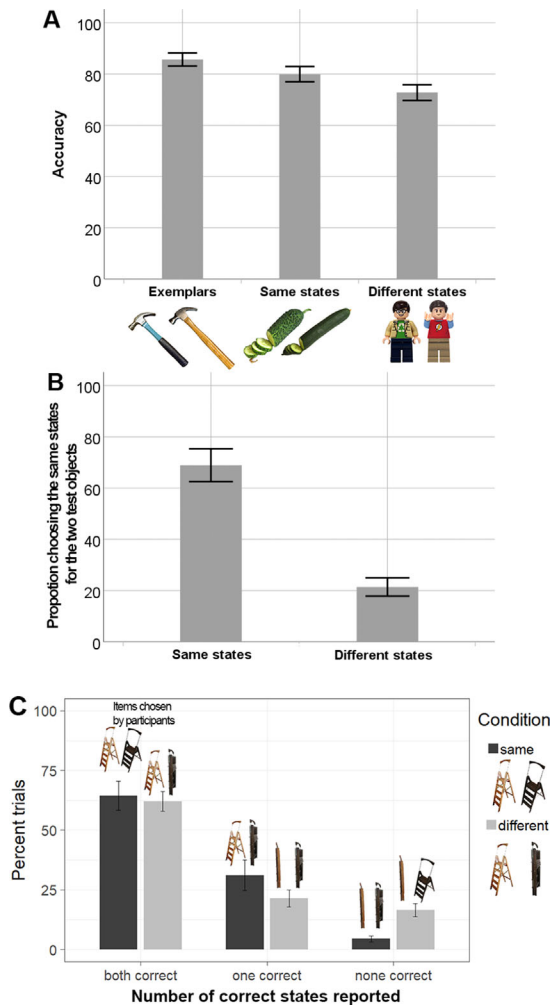 A
100
80
60
40
20
0
Accuracy
Exemplars Same states Different states
B
100
80
60
40
20
0
Propotion choosing the same states
for the two test objects
Same states Different states
C
100
75
50
25
0
Percent trials
Items chosen
by participants
Condition
same
different
both correct one correct none correct
Number of correct states reported